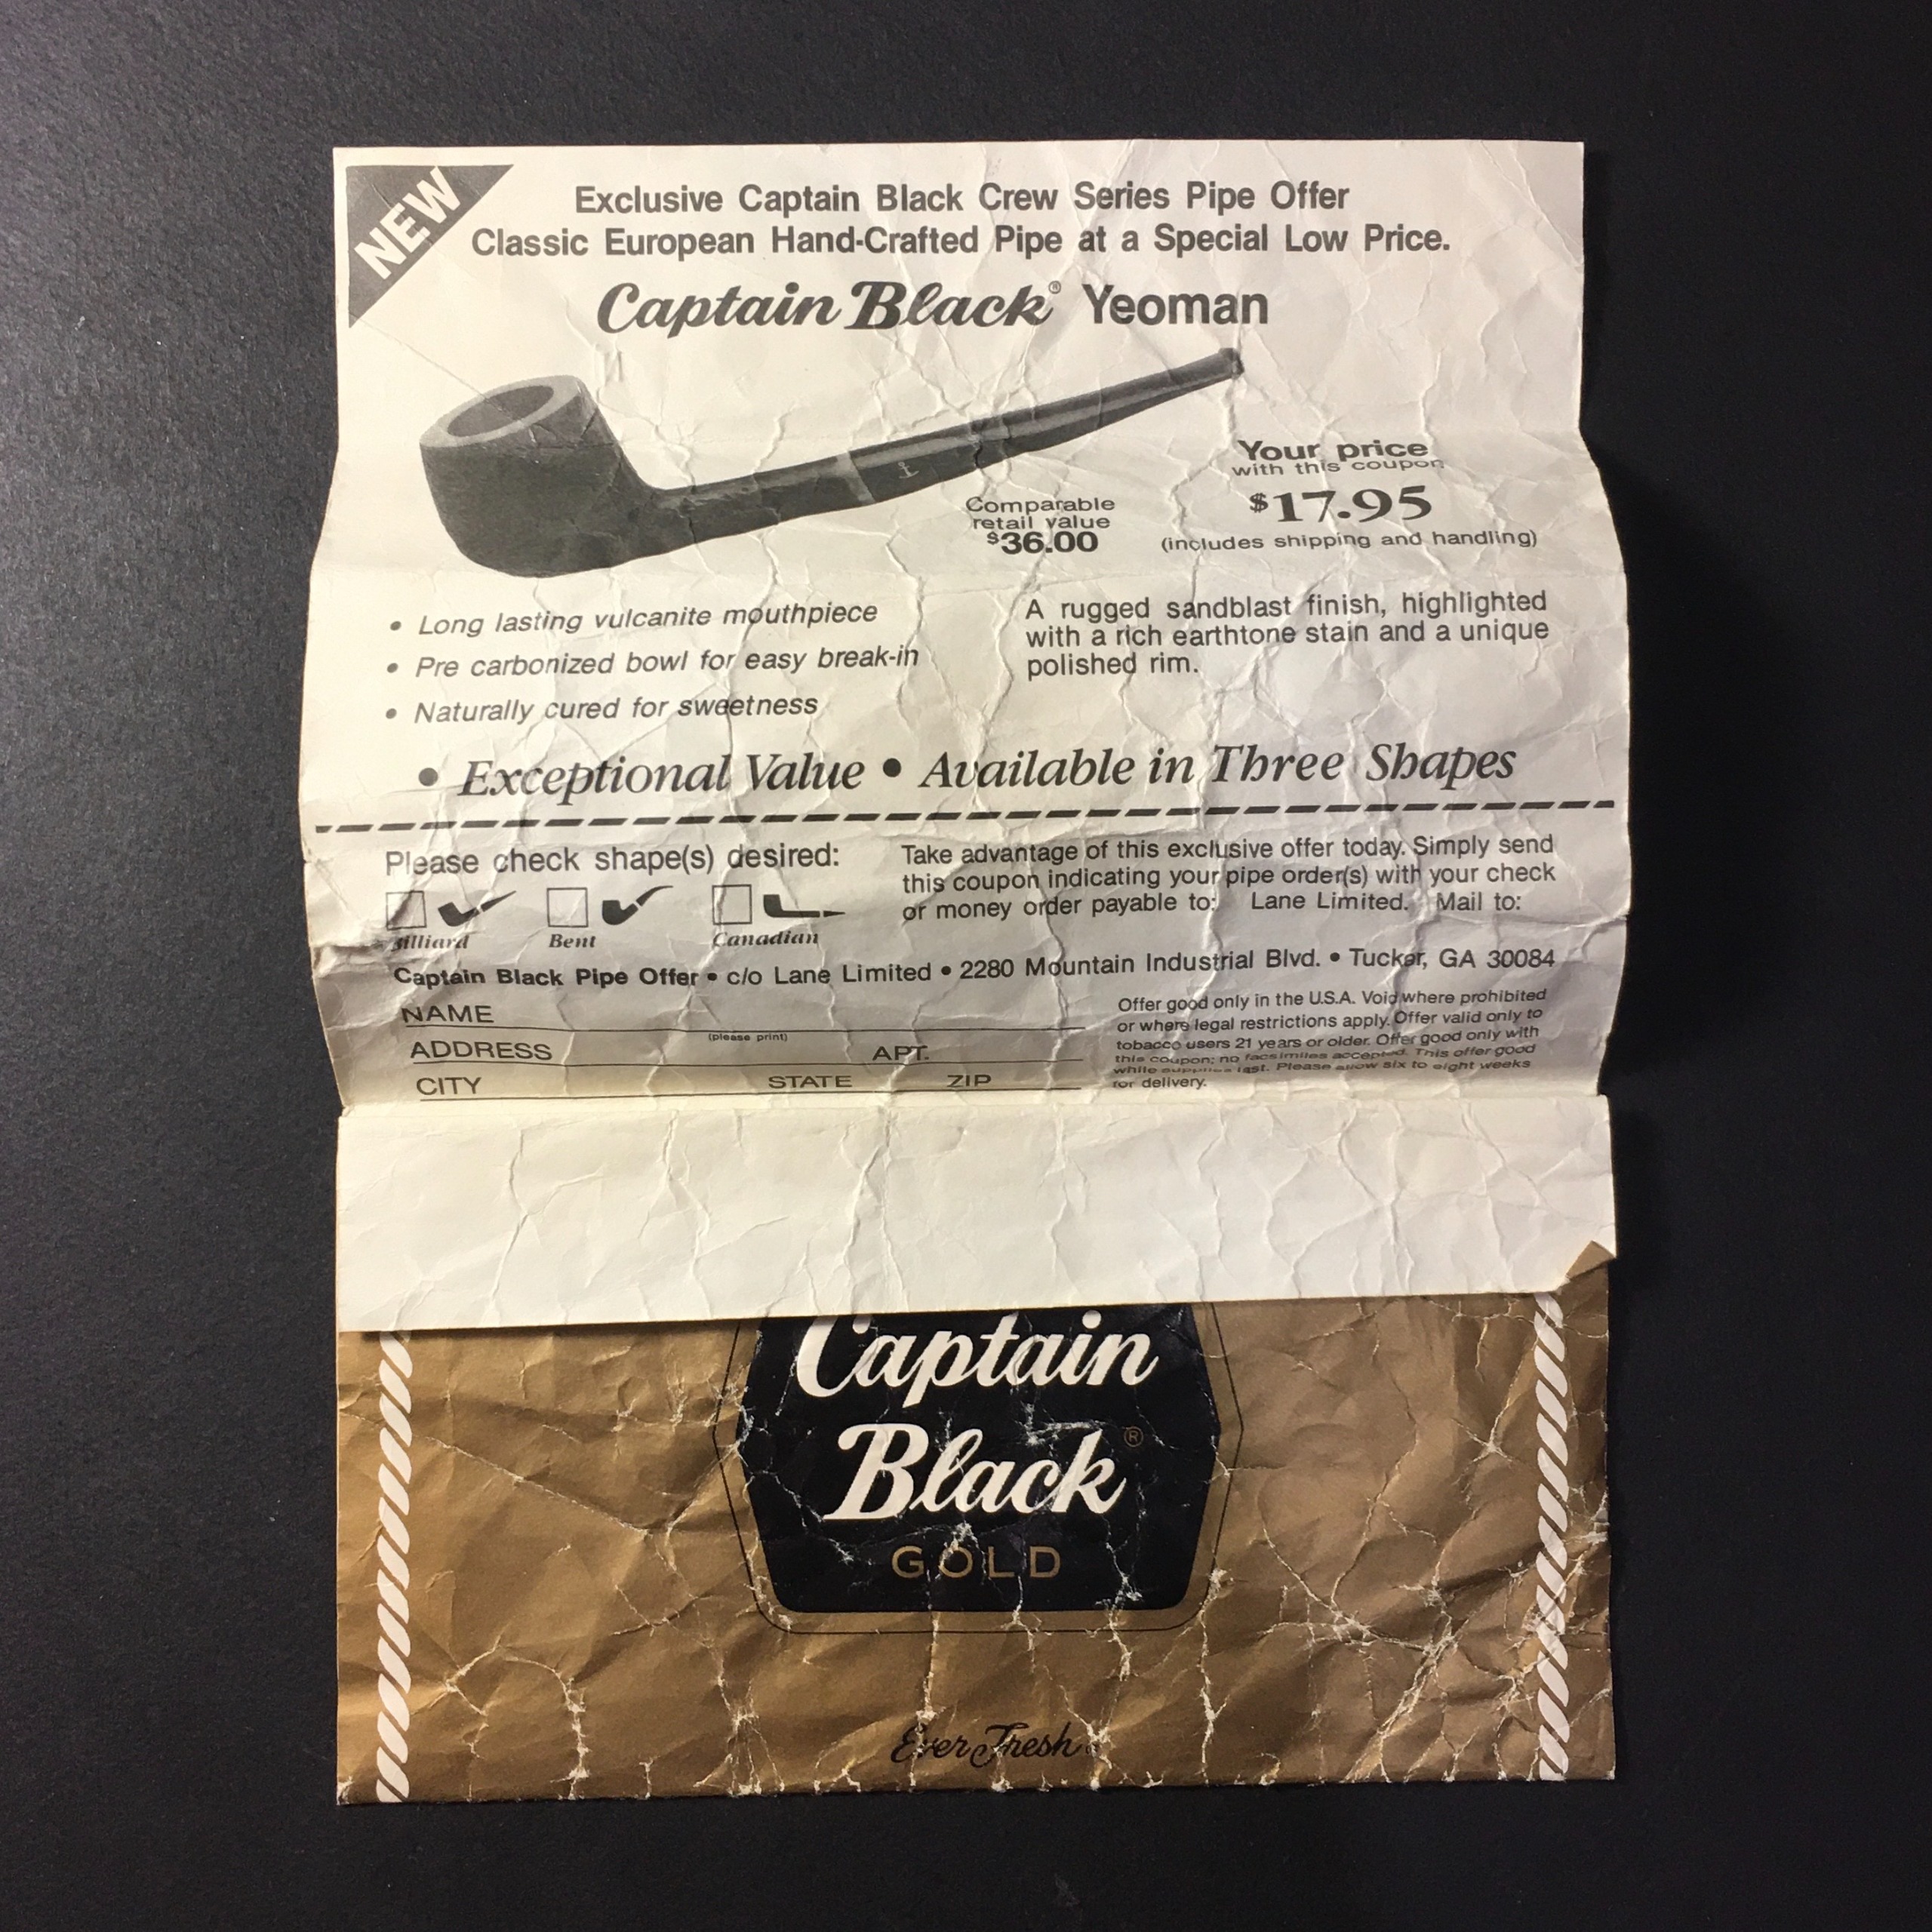 NEW
Exclusive Captain Black Crew Series Pipe Offer
Classic European Hand-Crafted Pipe at a Special Low Price.
Captain Black® Yeoman
Your price
with this coupon
$17.95
(includes shipping and handling)
Comparable
retail value
$36.00
• Long lasting vulcanite mouthpiece
• Pre carbonized bowl for easy break-in
• Naturally cured for sweetness
A rugged sandblast finish, highlighted
with a rich earthtone stain and a unique
polished rim.
• Exceptional Value • Available in Three Shapes
Please check shape(s) desired:
Billiard Bent Canadian
Take advantage of this exclusive offer today. Simply send
this coupon indicating your pipe order(s) with your check
or money order payable to: Lane Limited. Mail to:
Captain Black Pipe Offer • c/o Lane Limited • 2280 Mountain Industrial Blvd. • Tucker, GA 30084
NAME
(please print)
ADDRESS APT.
CITY STATE ZIP
Offer good only in the U.S.A. Void where prohibited
or where legal restrictions apply. Offer valid only to
tobacco users 21 years or older. Offer good only with
this coupon; no facsimiles accepted. This offer good
while supplies last. Please allow six to eight weeks
for delivery.
Captain
Black®
GOLD
Ever Fresh